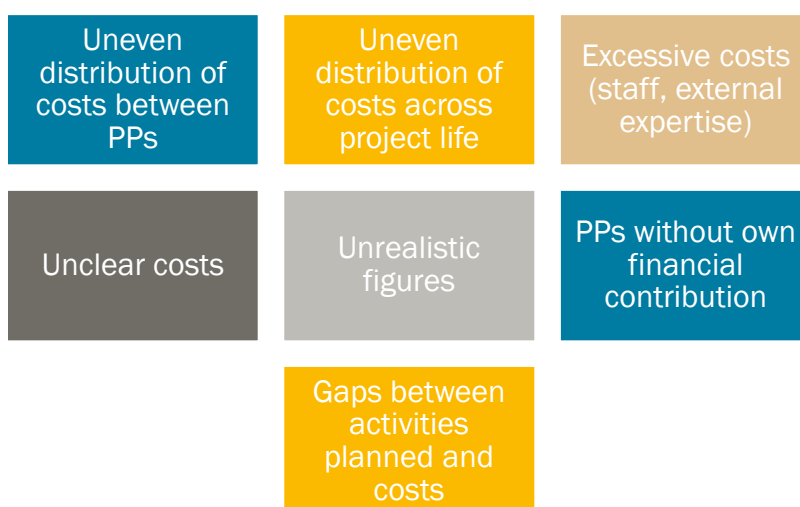 Uneven
distribution of
costs between
PPs
Uneven
distribution of
costs across
project life
Excessive costs
(staff, external
expertise)
Unclear costs
Unrealistic
figures
PPs without own
financial
contribution
Gaps between
activities
planned and
costs